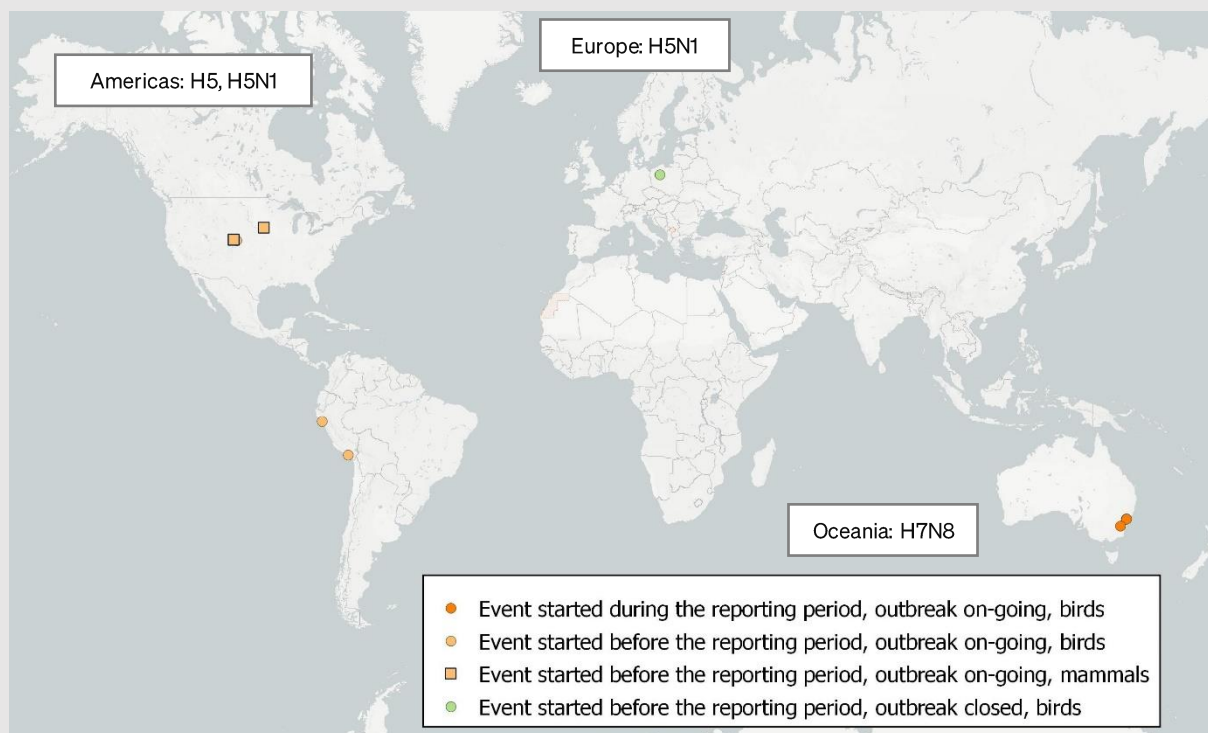 Europe: H5N1
Americas: H5, H5N1
Oceania: H7N8
Event started during the reporting period, outbreak on-going, birds
Event started before the reporting period, outbreak on-going, birds
Event started before the reporting period, outbreak on-going, mammals
Event started before the reporting period, outbreak closed, birds